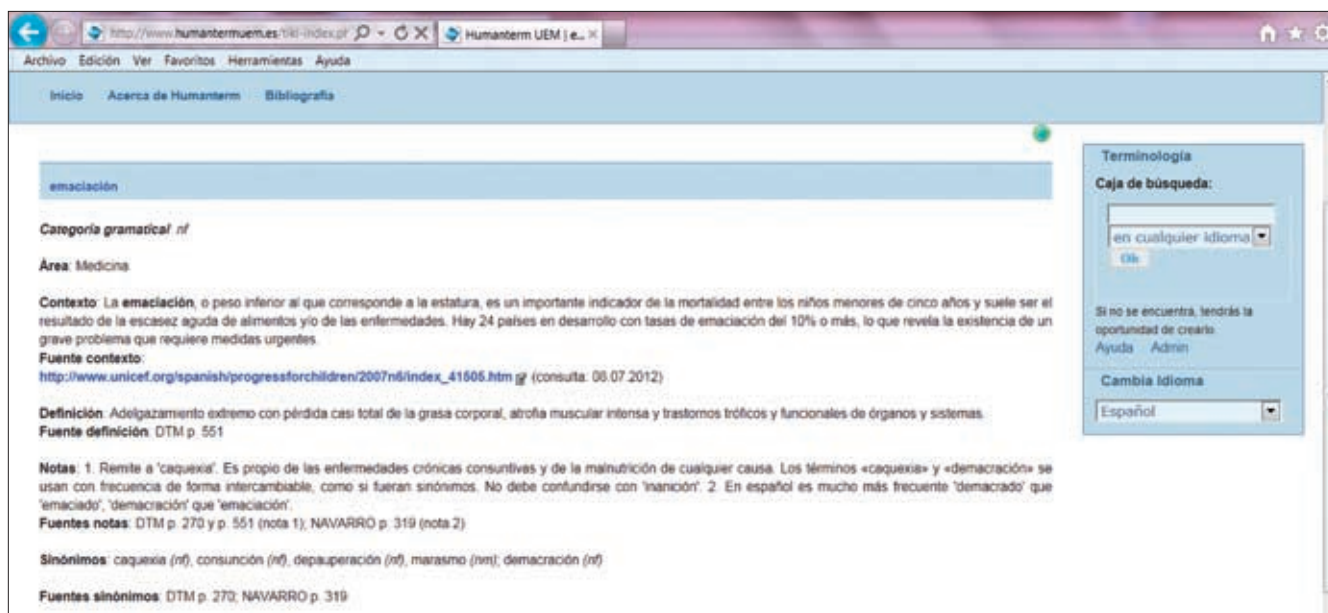 http://www.humantermuem.es/tiki-index.pl
Humanterm UEM | e...
Archivo Edición Ver Favoritos Herramientas Ayuda
Inicio Acerca de Humanterm Bibliografía
emaciación
Categoría gramatical nf
Área: Medicina
Contexto: La emaciación, o peso inferior al que corresponde a la estatura, es un importante indicador de la mortalidad entre los niños menores de cinco años y suele ser el
resultado de la escasez aguda de alimentos y/o de las enfermedades. Hay 24 países en desarrollo con tasas de emaciación del 10% o más, lo que revela la existencia de un
grave problema que requiere medidas urgentes.
Fuente contexto:
http://www.unicef.org/spanish/progressforchildren/2007n6/index_41505.htm (consulta: 08.07.2012)
Definición: Adelgazamiento extremo con pérdida casi total de la grasa corporal, atrofia muscular intensa y trastornos tróficos y funcionales de órganos y sistemas.
Fuente definición: DTM p. 551
Notas: 1. Remite a 'caquexia'. Es propio de las enfermedades crónicas consuntivas y de la malnutrición de cualquier causa. Los términos «caquexia» y «demacración» se
usan con frecuencia de forma intercambiable, como si fueran sinónimos. No debe confundirse con 'inanición'. 2. En español es mucho más frecuente 'demacrado' que
'emaciado', 'demacración' que 'emaciación'.
Fuentes notas: DTM p. 270 y p. 551 (nota 1); NAVARRO p. 319 (nota 2)
Sinónimos: caquexia (nf), consunción (nf), depauperación (nf), marasmo (nm); demacración (nf)
Fuentes sinónimos: DTM p. 270; NAVARRO p. 319
Terminología
Caja de búsqueda:
en cualquier idioma
Ok
Si no se encuentra, tendrás la
oportunidad de crearlo
Ayuda Admin
Cambia Idioma
Español